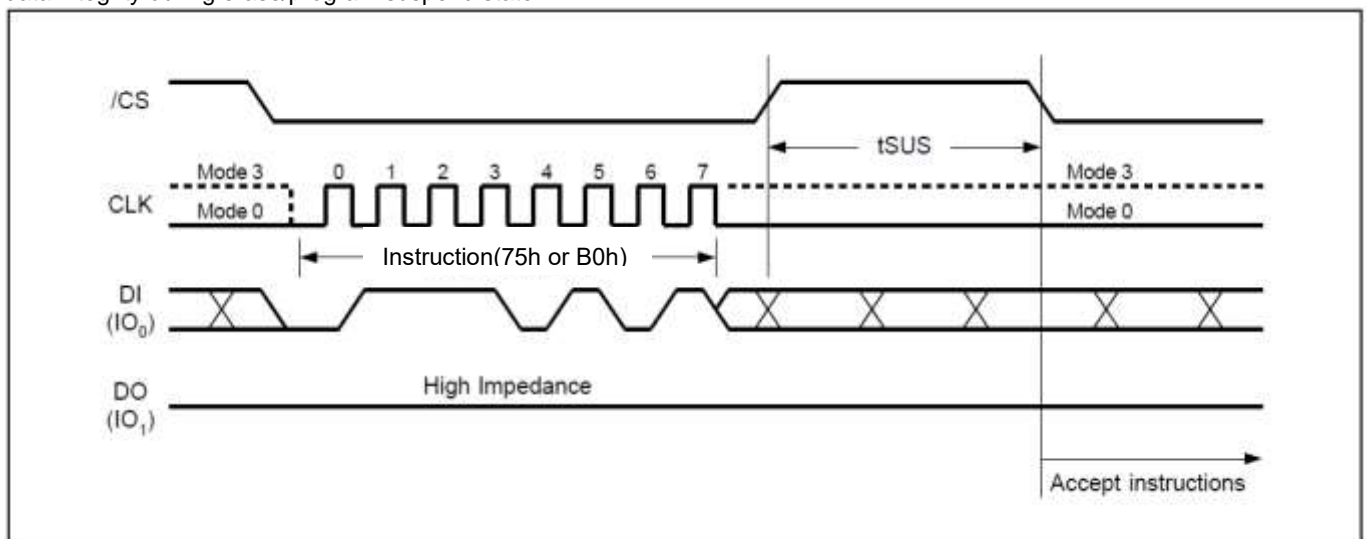 /CS
tSUS
Mode 3 0 1 2 3 4 5 6 7 Mode 3
CLK
Mode 0 Mode 0
Instruction(75h or B0h)
DI
(IO0)
High Impedance
DO
(IO1)
Accept instructions